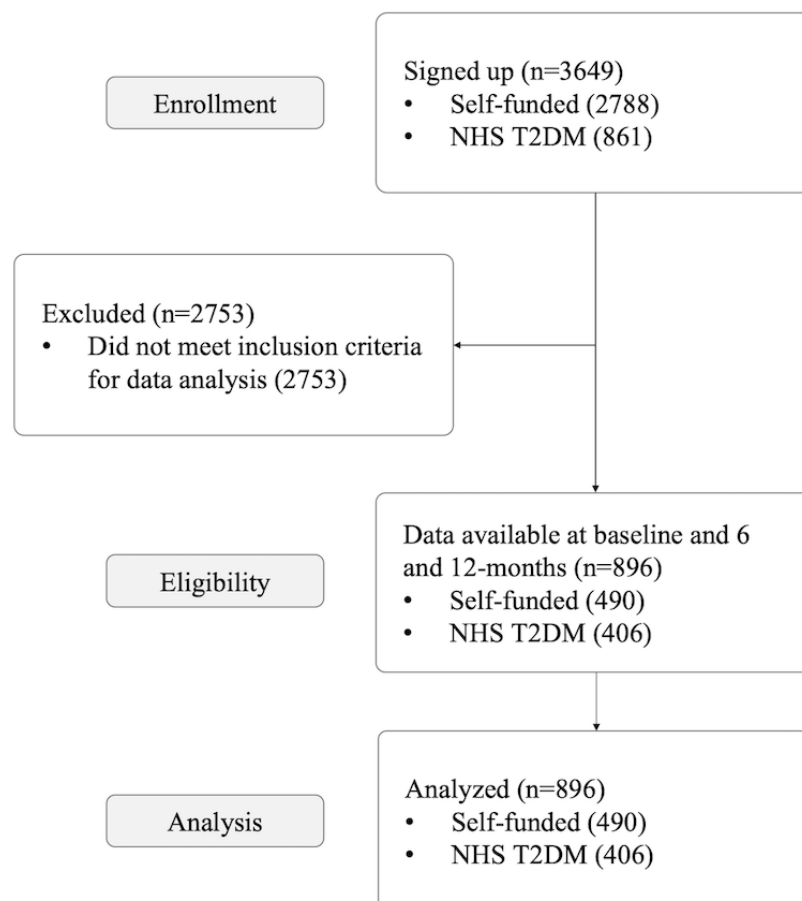 Enrollment
Signed up (n=3649)
• Self-funded (2788)
• NHS T2DM (861)
Excluded (n=2753)
• Did not meet inclusion criteria
for data analysis (2753)
Eligibility
Data available at baseline and 6
and 12-months (n=896)
• Self-funded (490)
• NHS T2DM (406)
Analysis
Analyzed (n=896)
• Self-funded (490)
• NHS T2DM (406)